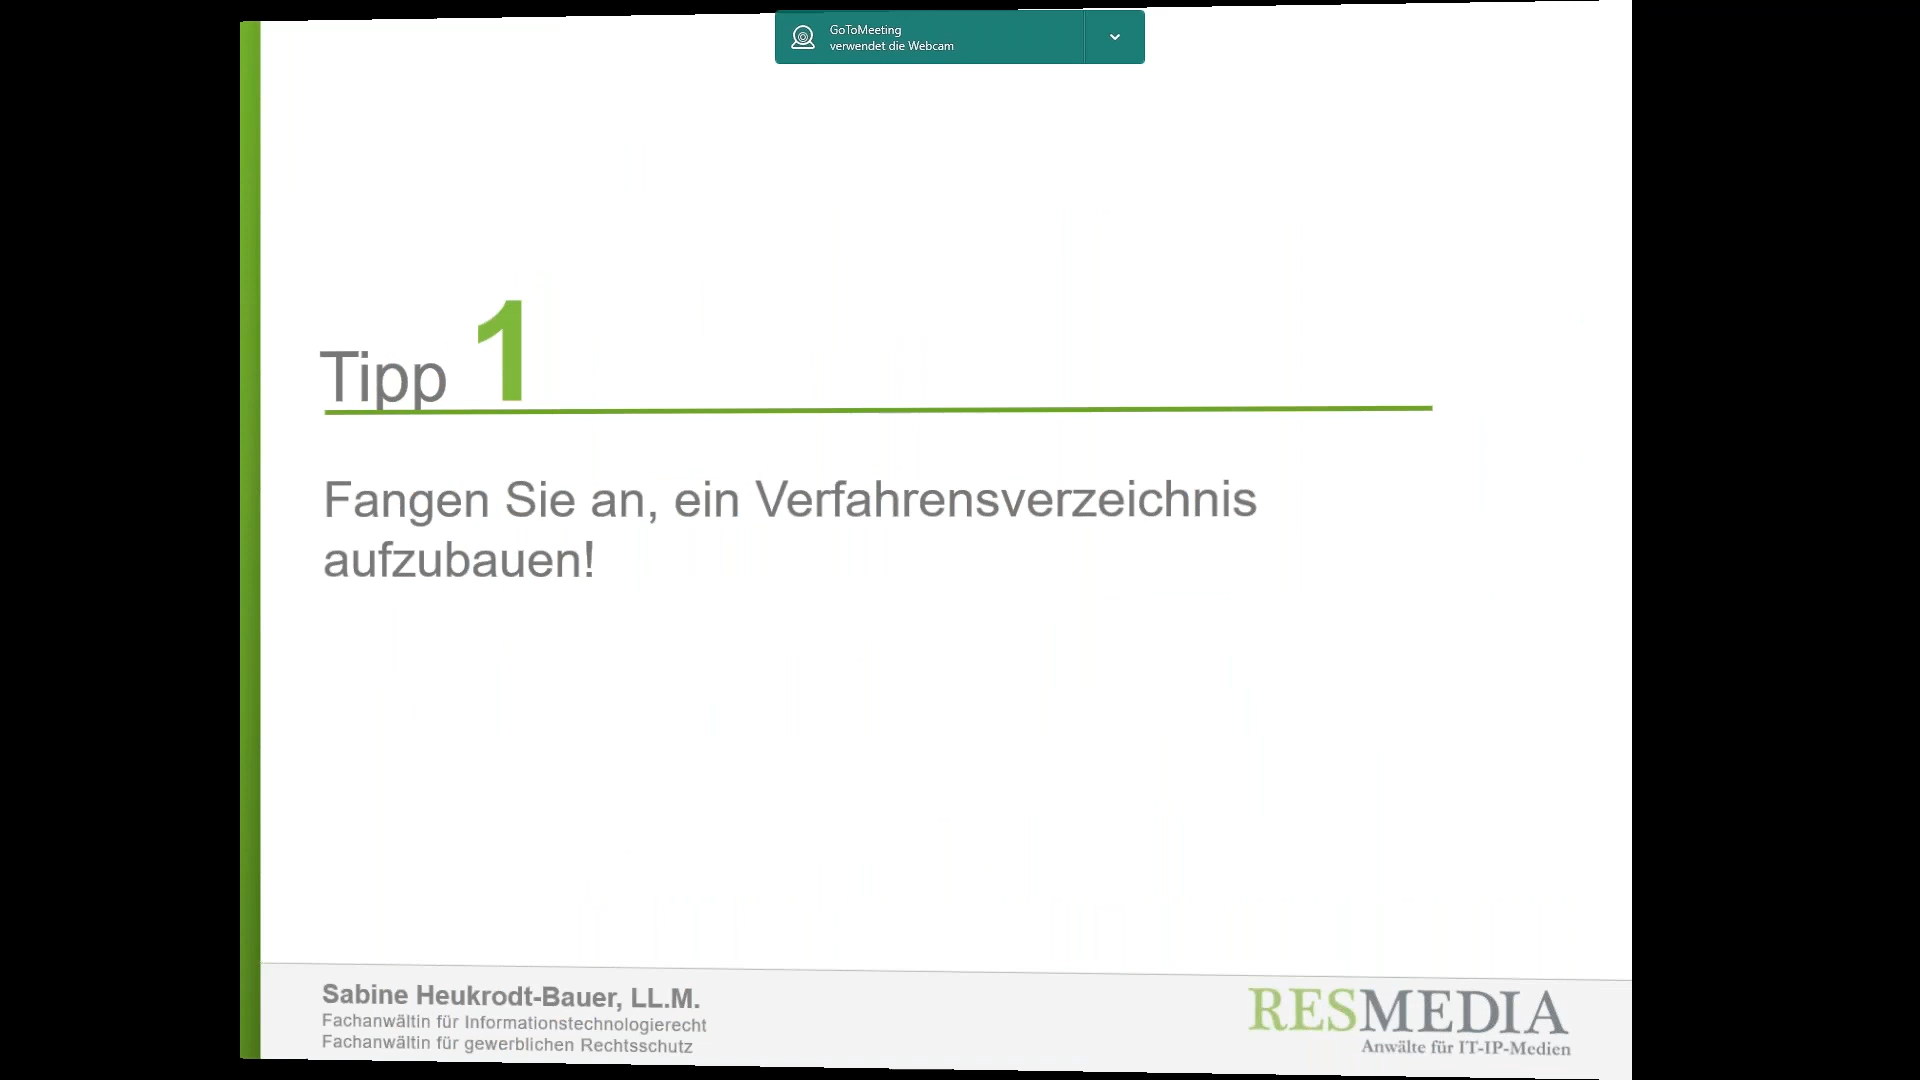 GoToMeeting
verwendet die Webcam
Tipp 1
Fangen Sie an, ein Verfahrensverzeichnis
aufzubauen!
Sabine Heukrodt-Bauer, LL.M.
Fachanwältin für Informationstechnologierecht
Fachanwältin für gewerblichen Rechtsschutz
RESMEDIA
Anwälte für IT-IP-Medien